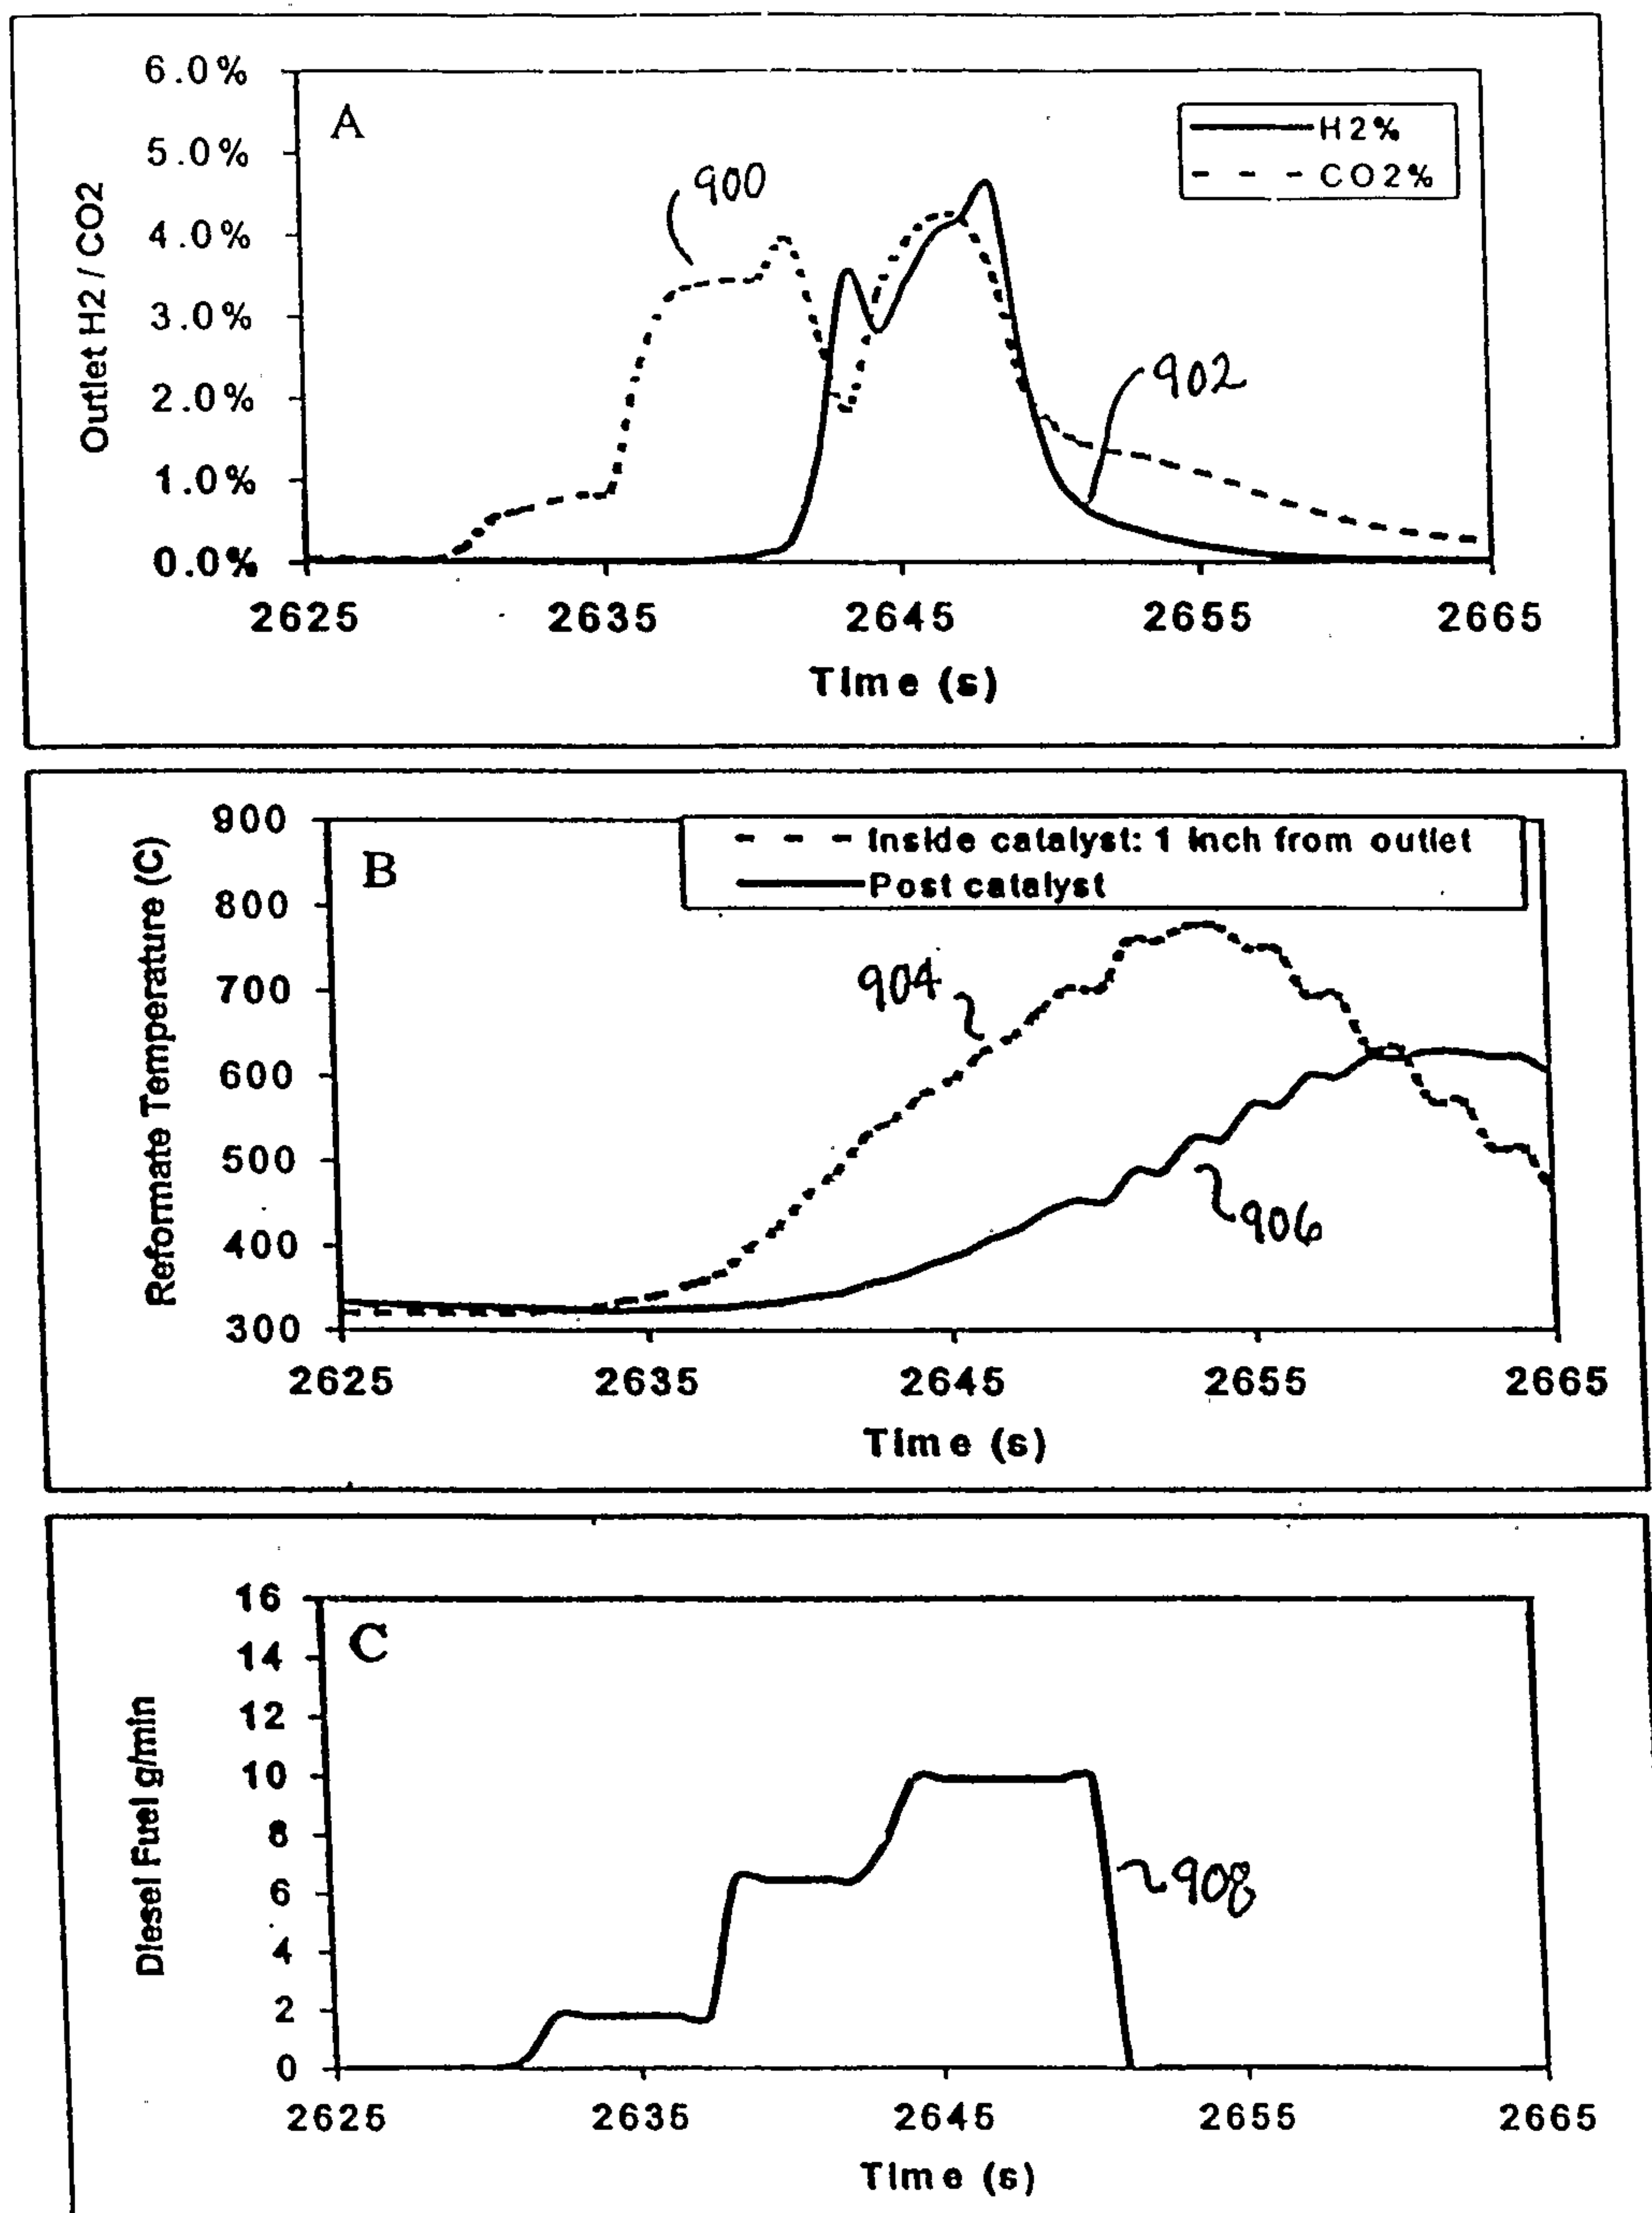 6.0%
A
H2%
5.0%
900
CO2%
4.0%
Outlet H2 / CO2
3.0%
902
2.0%
1.0%
0.0%
2625 2635 2645 2655 2665
Time (s)
900
Inside catalyst: 1 inch from outlet
B
Post catalyst
800
904
700
Reformate Temperature (C)
600
500
906
400
300
2625 2635 2645 2655 2665
Time (s)
16
C
14
12
10
Diesel Fuel g/min
8
908
6
4
2
0
2625 2635 2645 2655 2665
Time (s)